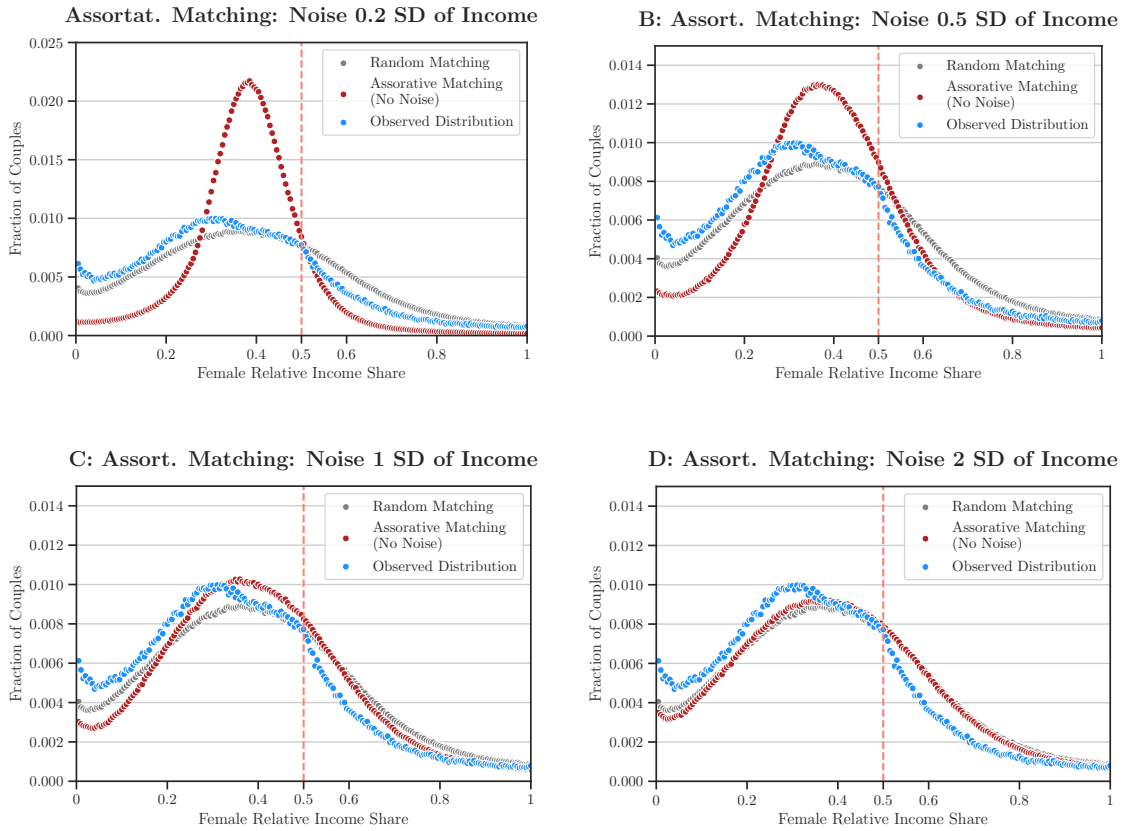 Assortat. Matching: Noise 0.2 SD of Income
0.025
0.020
0.015
0.010
0.005
0.000
Fraction of Couples
Random Matching
Assorative Matching
(No Noise)
Observed Distribution
0
0.2
0.4
0.5
0.6
0.8
1
Female Relative Income Share
B: Assort. Matching: Noise 0.5 SD of Income
0.014
0.012
0.010
0.008
0.006
0.004
0.002
0.000
Fraction of Couples
Random Matching
Assorative Matching
(No Noise)
Observed Distribution
0
0.2
0.4
0.5
0.6
0.8
1
Female Relative Income Share
C: Assort. Matching: Noise 1 SD of Income
0.014
0.012
0.010
0.008
0.006
0.004
0.002
0.000
Fraction of Couples
Random Matching
Assorative Matching
(No Noise)
Observed Distribution
0
0.2
0.4
0.5
0.6
0.8
1
Female Relative Income Share
D: Assort. Matching: Noise 2 SD of Income
0.014
0.012
0.010
0.008
0.006
0.004
0.002
0.000
Fraction of Couples
Random Matching
Assorative Matching
(No Noise)
Observed Distribution
0
0.2
0.4
0.5
0.6
0.8
1
Female Relative Income Share